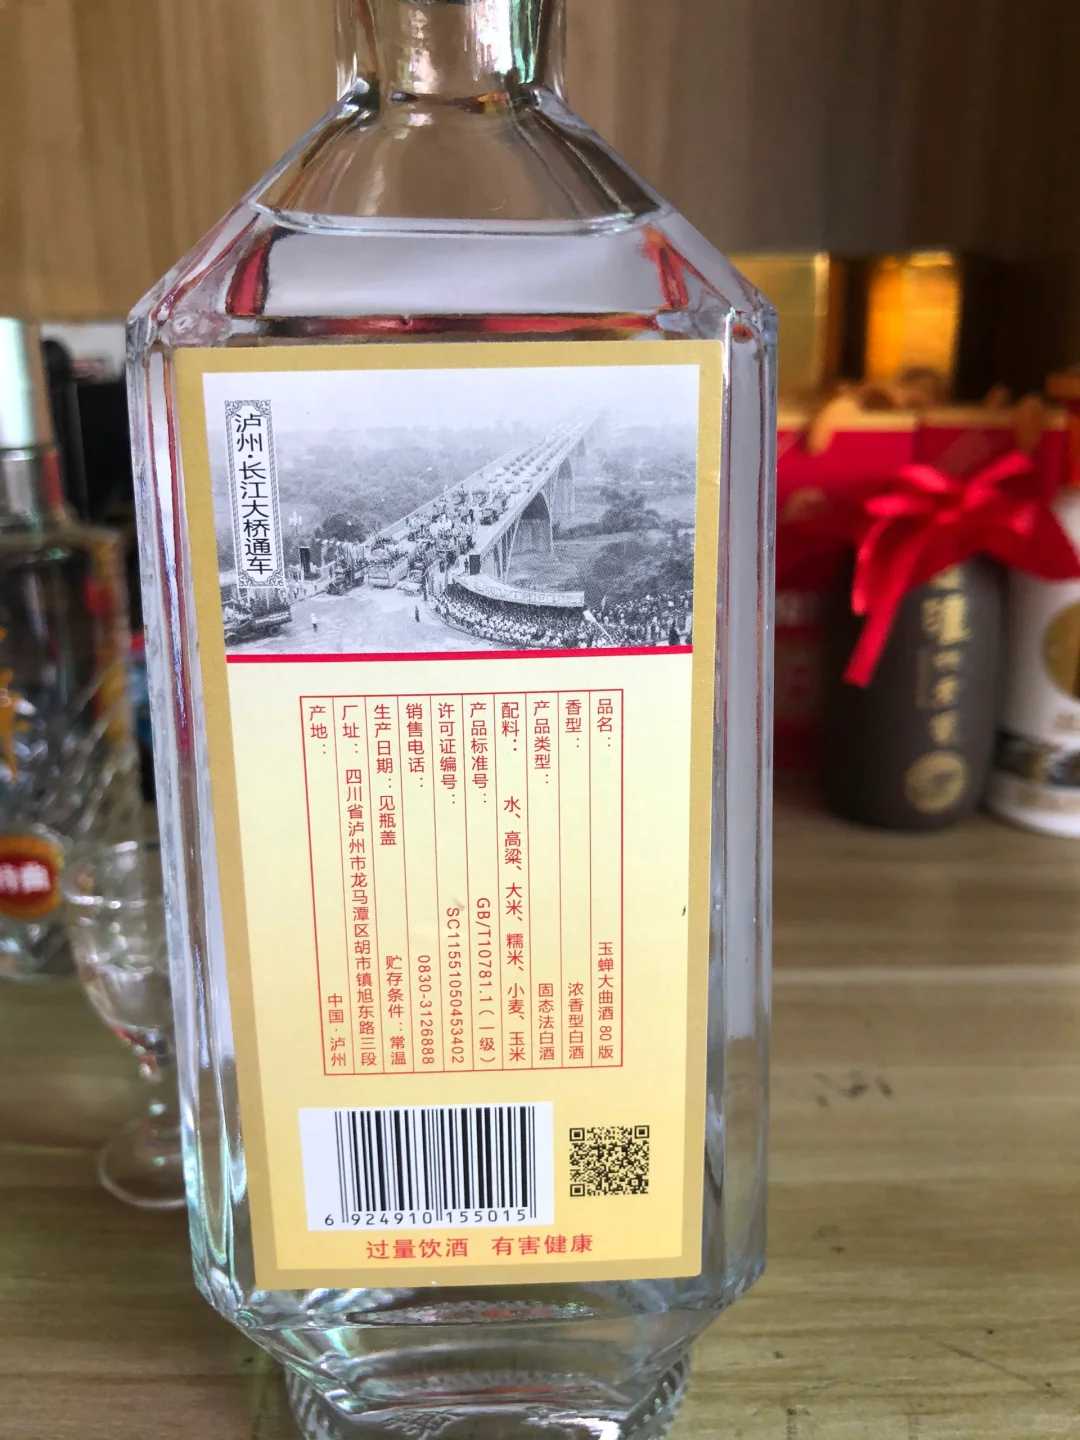 泸州·长江大桥通车
品名：玉蝉大曲酒 80 版
香型：浓香型白酒
产品类型：固态法白酒
配料：水、高粱、大米、糯米、小麦、玉米
产品标准号：GB/T10781.1（一级）
许可证编号：SC11551050453402
销售电话：0830-3126888
生产日期：见瓶盖 贮存条件：常温
厂址：四川省泸州市龙马潭区胡市镇旭东路三段
产地：中国·泸州
6 924910 155015
过量饮酒 有害健康
特曲